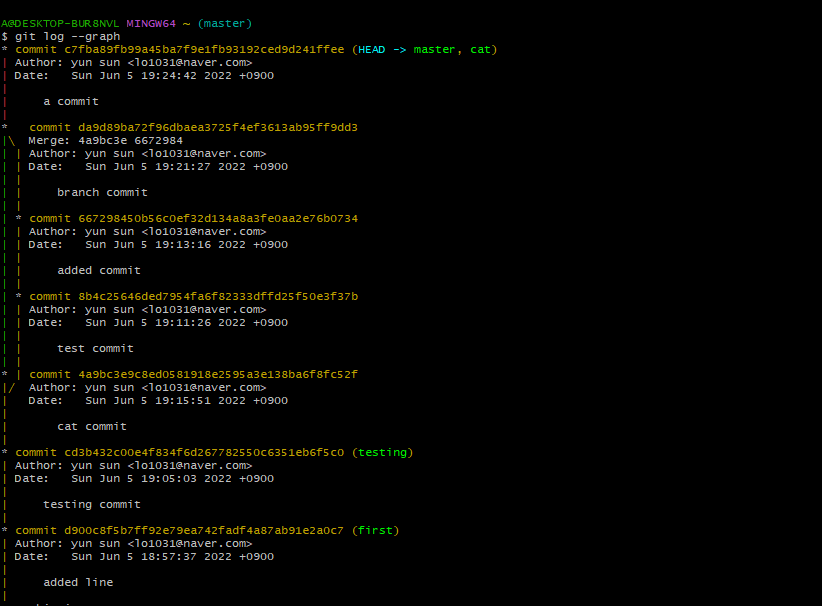 A@DESKTOP-BUR8NVL MINGW64 ~ (master)
$ git log --graph
* commit c7fba89fb99a45ba7f9e1fb93192ced9d241ffee (HEAD -> master, cat)
| Author: yun sun <lo1031@naver.com>
| Date:   Sun Jun 5 19:24:42 2022 +0900
|
|     a commit
|
*   commit da9d89ba72f96dbaea3725f4ef3613ab95ff9dd3
|\  Merge: 4a9bc3e 6672984
| | Author: yun sun <lo1031@naver.com>
| | Date:   Sun Jun 5 19:21:27 2022 +0900
| |
| |     branch commit
| |
| * commit 667298450b56c0ef32d134a8a3fe0aa2e76b0734
| | Author: yun sun <lo1031@naver.com>
| | Date:   Sun Jun 5 19:13:16 2022 +0900
| |
| |     added commit
| |
| * commit 8b4c25646ded7954fa6f82333dffd25f50e3f37b
| | Author: yun sun <lo1031@naver.com>
| | Date:   Sun Jun 5 19:11:26 2022 +0900
| |
| |     test commit
| |
* | commit 4a9bc3e9c8ed0581918e2595a3e138ba6f8fc52f
|/  Author: yun sun <lo1031@naver.com>
|   Date:   Sun Jun 5 19:15:51 2022 +0900
|
|       cat commit
|
* commit cd3b432c00e4f834f6d267782550c6351eb6f5c0 (testing)
| Author: yun sun <lo1031@naver.com>
| Date:   Sun Jun 5 19:05:03 2022 +0900
|
|     testing commit
|
* commit d900c8f5b7ff92e79ea742fadf4a87ab91e2a0c7 (first)
| Author: yun sun <lo1031@naver.com>
| Date:   Sun Jun 5 18:57:37 2022 +0900
|
|     added line
|